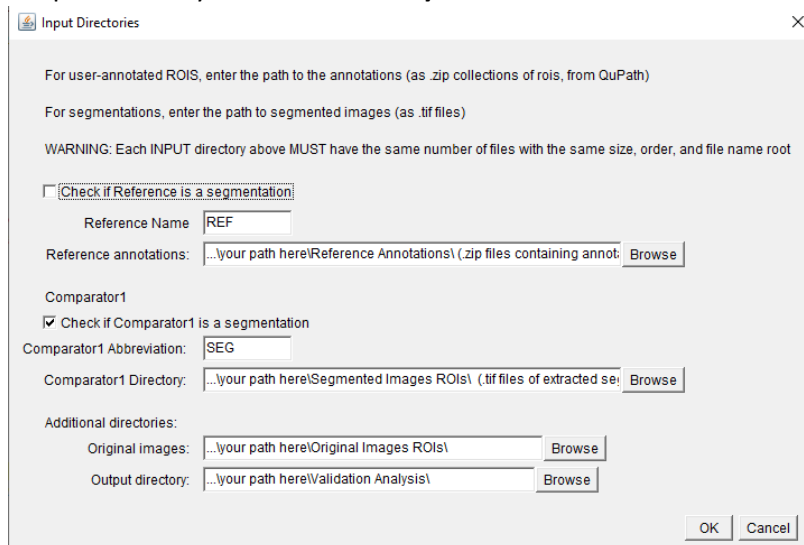 Input Directories
For user-annotated ROIS, enter the path to the annotations (as .zip collections of rois, from QuPath)
For segmentations, enter the path to segmented images (as .tif files)
WARNING: Each INPUT directory above MUST have the same number of files with the same size, order, and file name root
Check if Reference is a segmentation
Reference Name REF
Reference annotations: ...\your path here\Reference Annotations\ (.zip files containing annot Browse
Comparator1
Check if Comparator1 is a segmentation
Comparator1 Abbreviation: SEG
Comparator1 Directory: ...\your path here\Segmented Images ROIs\ (.tif files of extracted se Browse
Additional directories:
Original images: ...\your path here\Original Images ROIs\ Browse
Output directory: ...\your path here\Validation Analysis\ Browse
OK Cancel